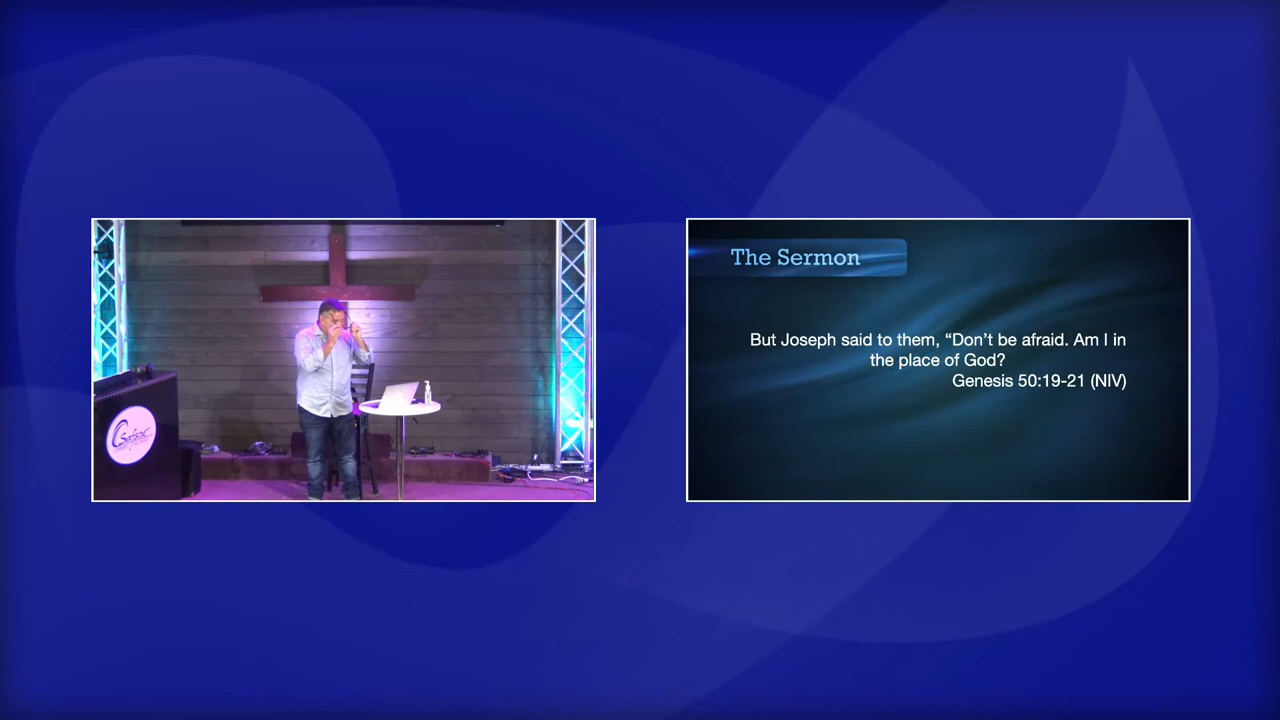 The Sermon
But Joseph said to them, “Don’t be afraid. Am I in
the place of God?
Genesis 50:19-21 (NIV)